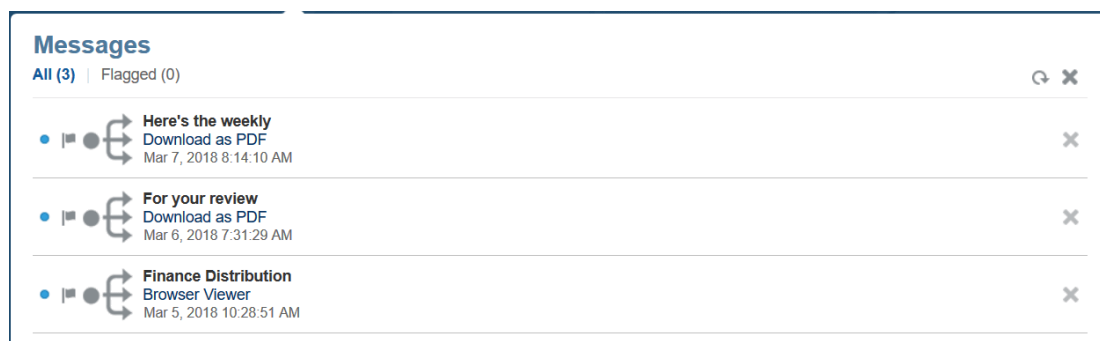 Messages
All (3) | Flagged (0)
Here's the weekly
Download as PDF
Mar 7, 2018 8:14:10 AM
For your review
Download as PDF
Mar 6, 2018 7:31:29 AM
Finance Distribution
Browser Viewer
Mar 5, 2018 10:28:51 AM